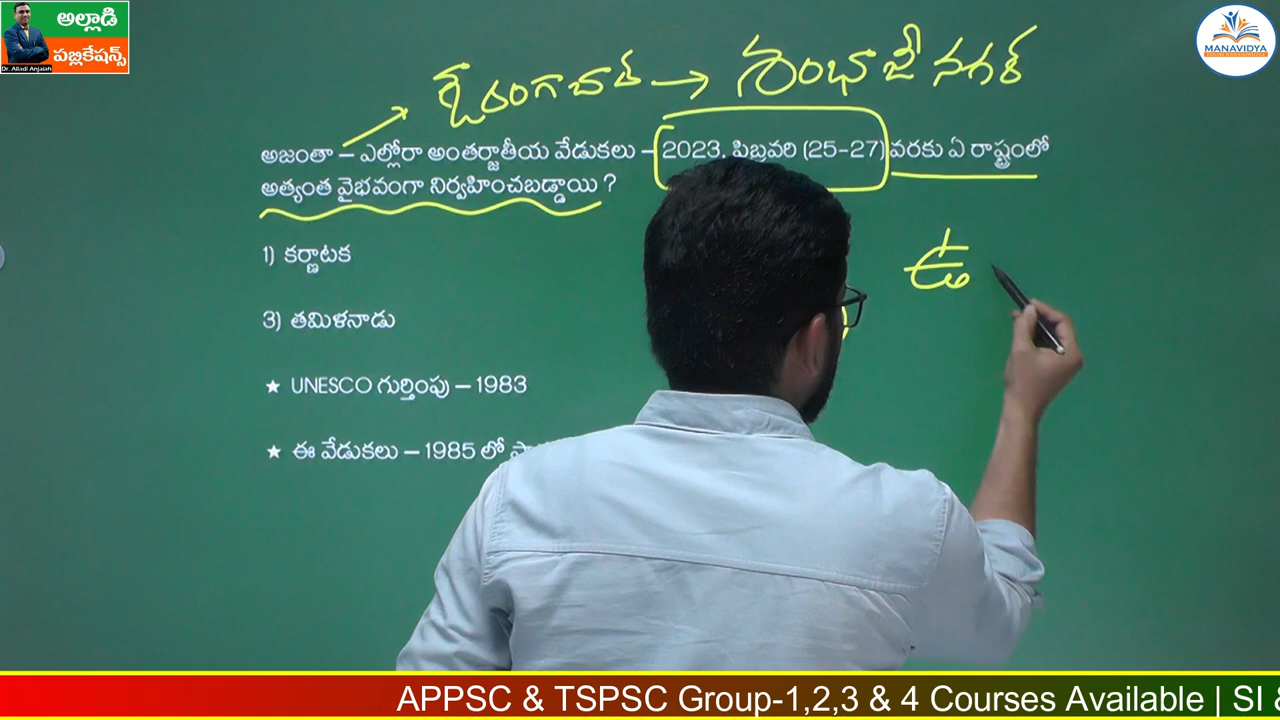 అల్లాడి
పబ్లికేషన్స్
Dr. Alladi Anjaiah
MANAVIDYA
ఔరంగాబాద్ → శంభాజీ నగర్
అజంతా – ఎల్లోరా అంతర్జాతీయ వేడుకలు – 2023, పిబ్రవరి (25-27) వరకు ఏ రాష్ట్రంలో
అత్యంత వైభవంగా నిర్వహించబడ్డాయి ?
1) కర్ణాటక
3) తమిళనాడు
★ UNESCO గుర్తింపు – 1983
★ ఈ వేడుకలు – 1985 లో
APPSC & TSPSC Group-1,2,3 & 4 Courses Available | SI &